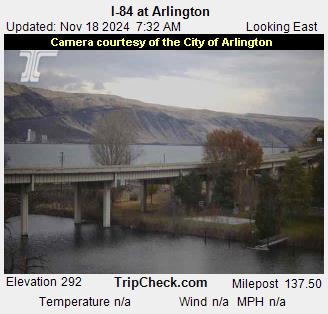 I-84 at Arlington
Updated: Nov 18 2024 7:32 AM Looking East
Camera courtesy of the City of Arlington
Elevation 292 TripCheck.com Milepost 137.50
Temperature n/a Wind n/a MPH n/a